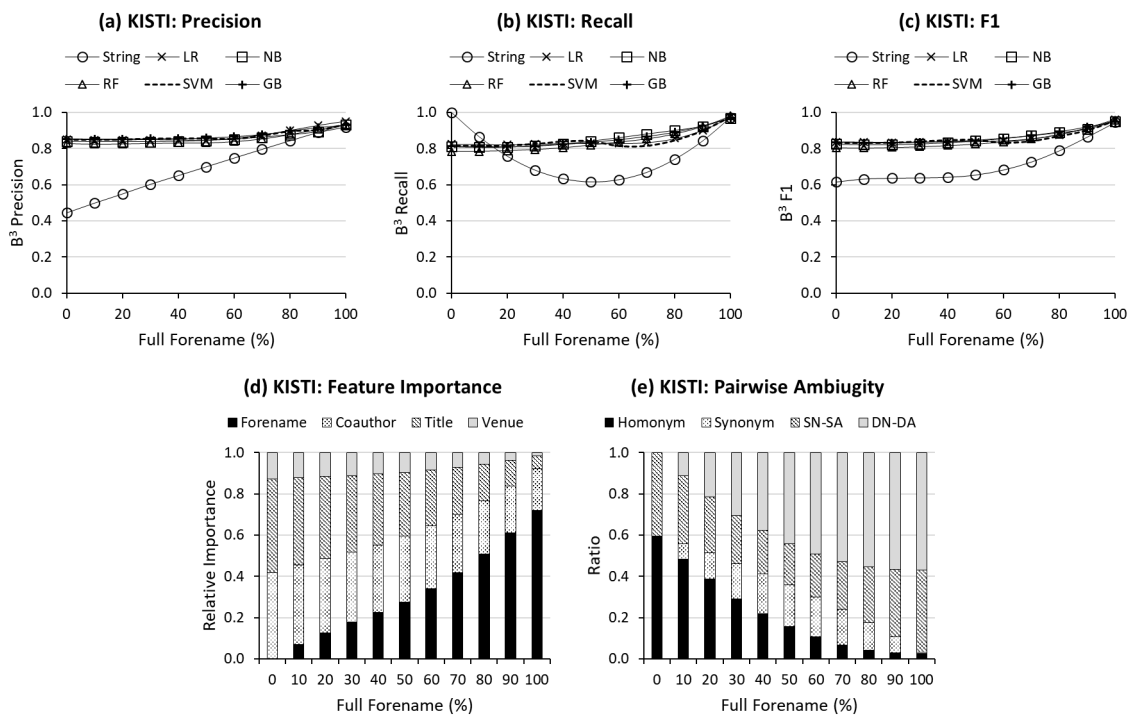 (a) KISTI: Precision
String LR NB
RF SVM GB
1.0
0.8
0.6
0.4
0.2
0.0
B³ Precision
0 20 40 60 80 100
Full Forename (%)
(b) KISTI: Recall
String LR NB
RF SVM GB
1.0
0.8
0.6
0.4
0.2
0.0
B³ Recall
0 20 40 60 80 100
Full Forename (%)
(c) KISTI: F1
String LR NB
RF SVM GB
1.0
0.8
0.6
0.4
0.2
0.0
B³ F1
0 20 40 60 80 100
Full Forename (%)
(d) KISTI: Feature Importance
Forename Coauthor Title Venue
1.0
0.8
0.6
0.4
0.2
0.0
Relative Importance
0 10 20 30 40 50 60 70 80 90 100
Full Forename (%)
(e) KISTI: Pairwise Ambiugity
Homonym Synonym SN-SA DN-DA
1.0
0.8
0.6
0.4
0.2
0.0
Ratio
0 10 20 30 40 50 60 70 80 90 100
Full Forename (%)